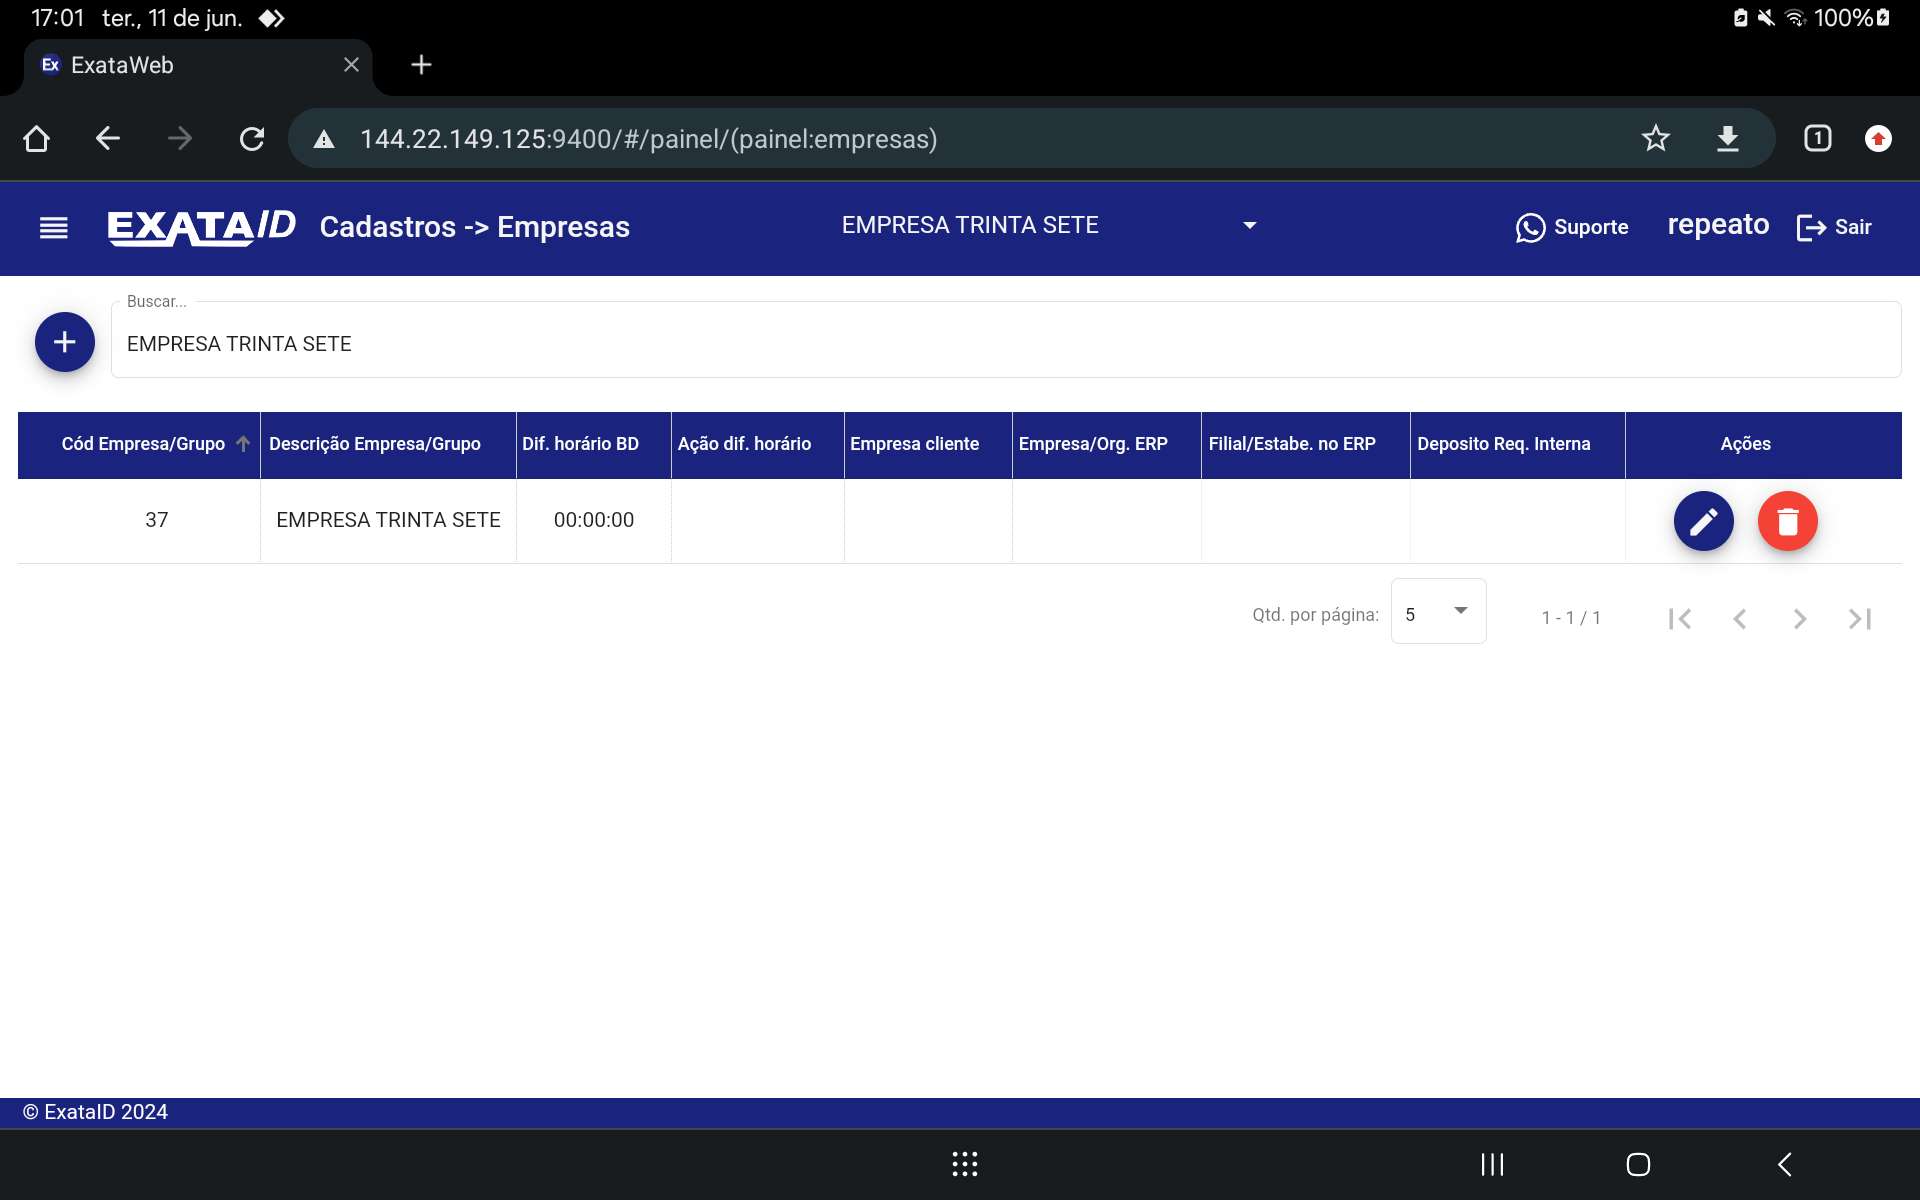 17:01 ter., 11 de jun. 100%
Ex ExataWeb
144.22.149.125:9400/#/painel/(painel:empresas) 1
EXATAID Cadastros -> Empresas EMPRESA TRINTA SETE Suporte repeato Sair
Buscar...
EMPRESA TRINTA SETE
Cód Empresa/Grupo Descrição Empresa/Grupo Dif. horário BD Ação dif. horário Empresa cliente Empresa/Org. ERP Filial/Estabe. no ERP Deposito Req. Interna Ações
37 EMPRESA TRINTA SETE 00:00:00
Qtd. por página: 5 1 - 1 / 1
© ExataID 2024